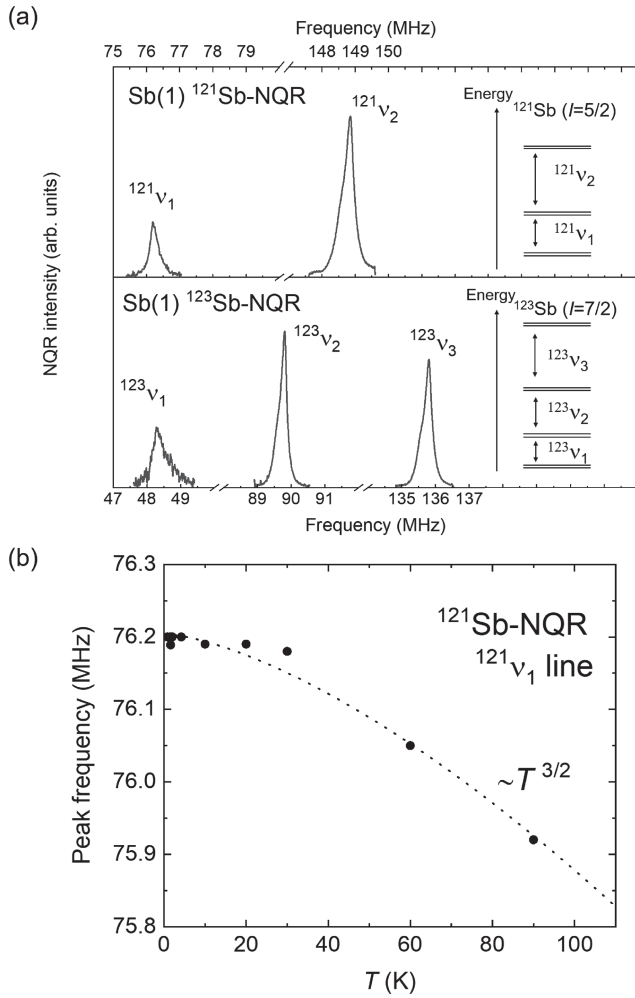 (a)
Frequency (MHz)
75 76 77 78 79 148 149 150
NQR intensity (arb. units)
Sb(1) ¹²¹Sb-NQR
¹²¹ν₁
¹²¹ν₂
Energy
¹²¹Sb (I=5/2)
¹²¹ν₂
¹²¹ν₁
Sb(1) ¹²³Sb-NQR
¹²³ν₁
¹²³ν₂
¹²³ν₃
Energy
¹²³Sb (I=7/2)
¹²³ν₃
¹²³ν₂
¹²³ν₁
47 48 49 89 90 91 135 136 137
Frequency (MHz)
(b)
76.3
76.2
76.1
76.0
75.9
75.8
Peak frequency (MHz)
¹²¹Sb-NQR
¹²¹ν₁ line
~T ³/²
0 20 40 60 80 100
T (K)